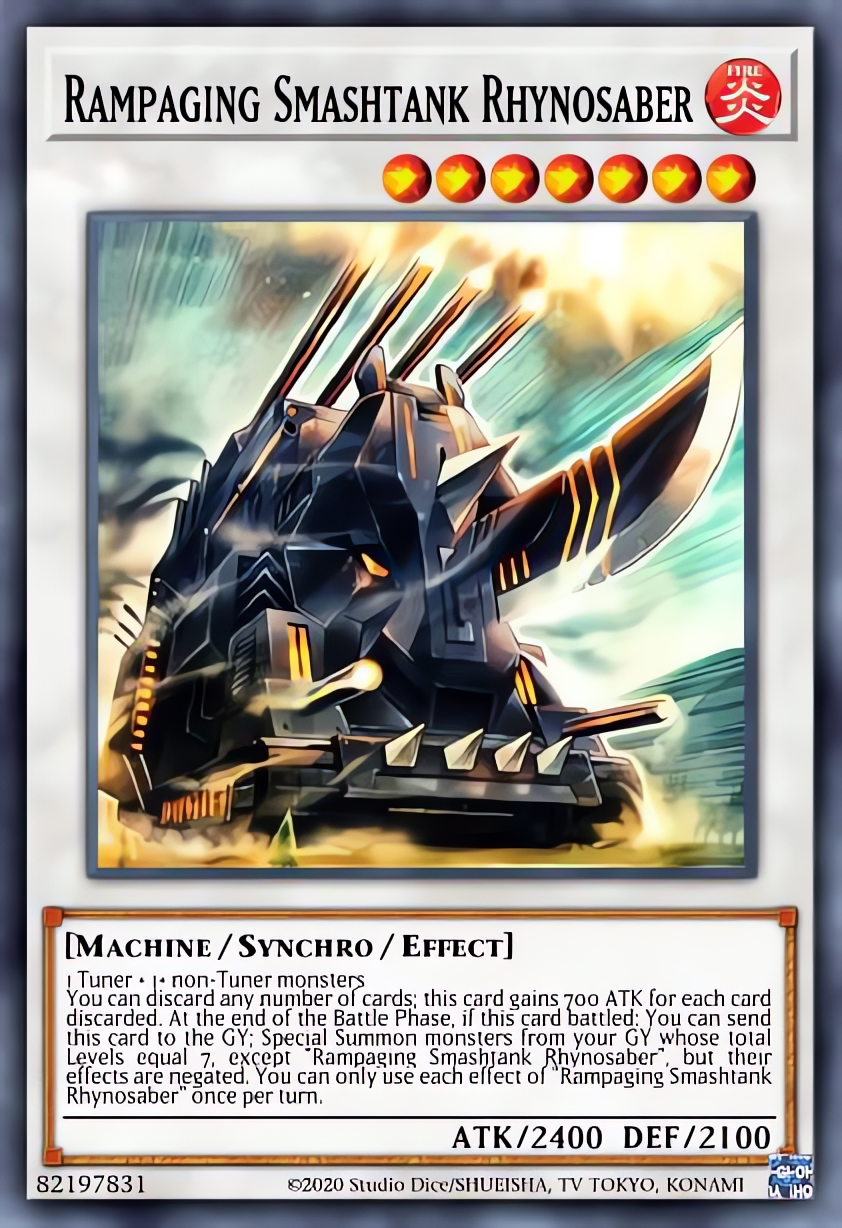 RAMPAGING SMASHTANK RHYNOSABER
FIRE
炎
[MACHINE / SYNCHRO / EFFECT]
1 Tuner + 1+ non-Tuner monsters
You can discard any number of cards; this card gains 700 ATK for each card
discarded. At the end of the Battle Phase, if this card battled: You can send
this card to the GY; Special Summon monsters from your GY whose total
Levels equal 7, except "Rampaging Smashtank Rhynosaber", but their
effects are negated. You can only use each effect of "Rampaging Smashtank
Rhynosaber" once per turn.
ATK/2400 DEF/2100
82197831
©2020 Studio Dice/SHUEISHA, TV TOKYO, KONAMI